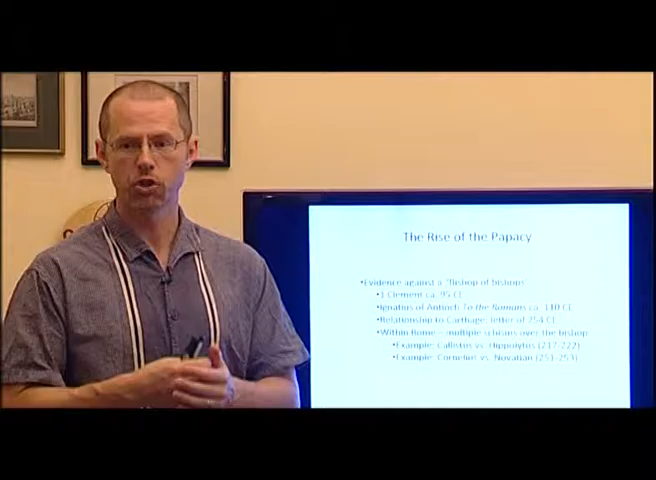 The Rise of the Papacy
•Evidence against a "Bishop of bishops"
•1 Clement ca. 95 CE
•Ignatius of Antioch To the Romans ca. 110 CE
•Relationship to Carthage: letter of 254 CE
•Within Rome – multiple schisms over the bishop
•Example: Callistus vs. Hippolytus (217-222)
•Example: Cornelius vs. Novatian (251-253)